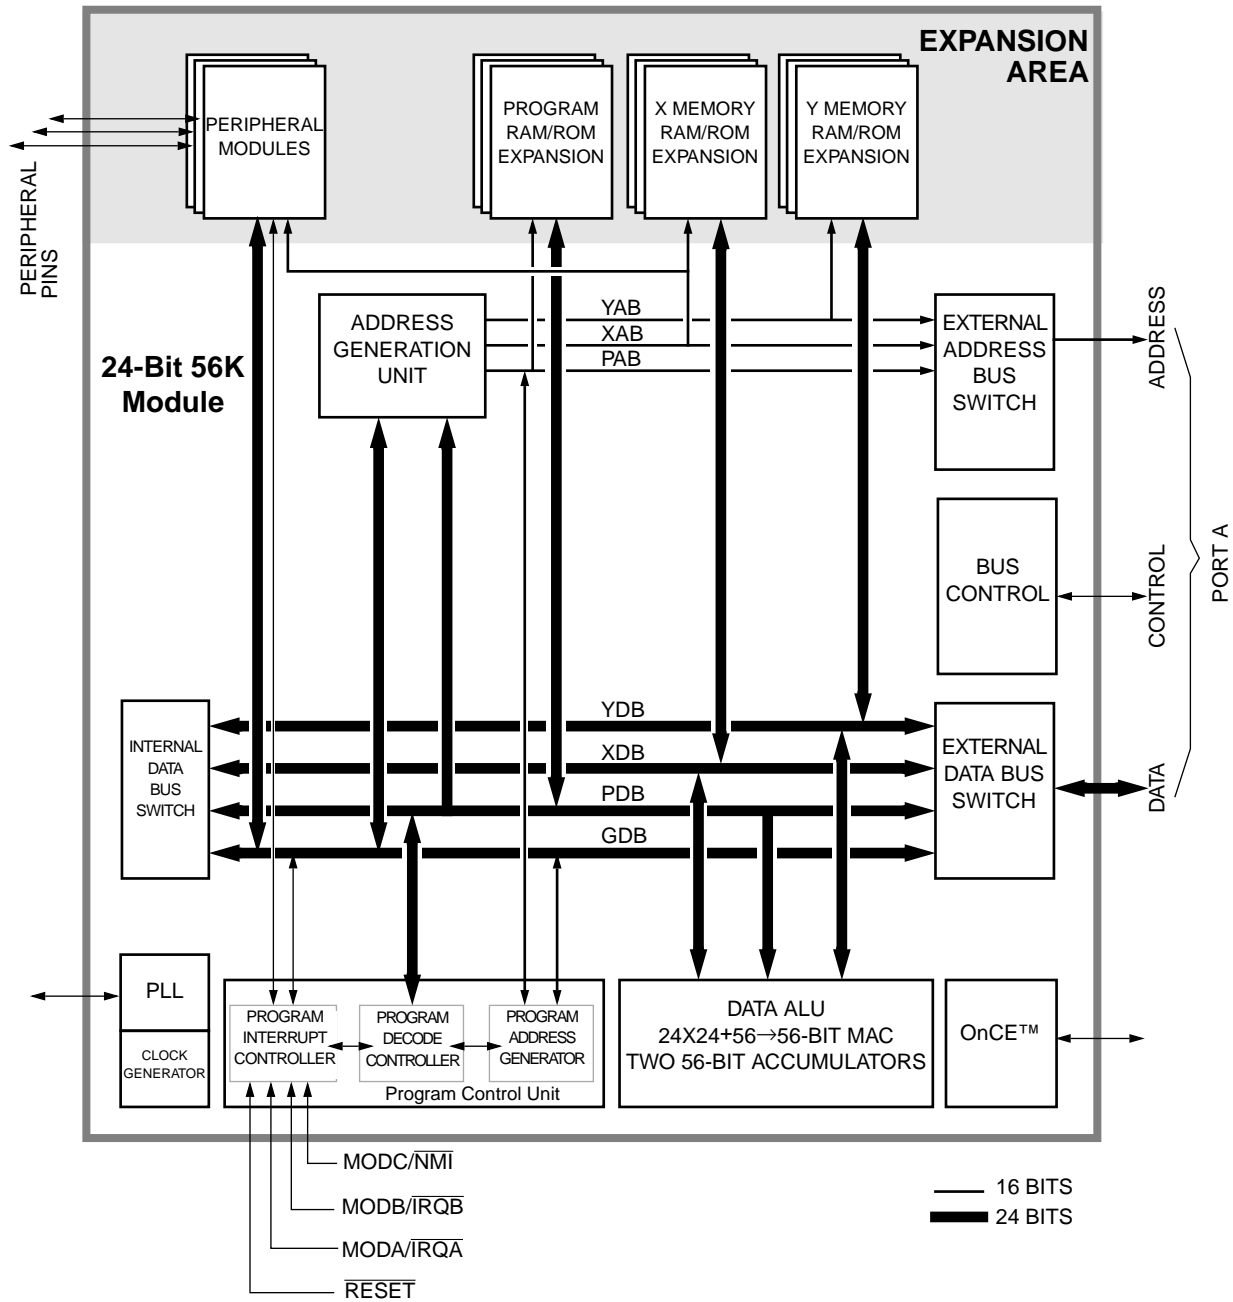 EXPANSION
AREA
PERIPHERAL
MODULES
PROGRAM
RAM/ROM
EXPANSION
X MEMORY
RAM/ROM
EXPANSION
Y MEMORY
RAM/ROM
EXPANSION
PERIPHERAL
PINS
24-Bit 56K
Module
ADDRESS
GENERATION
UNIT
YAB
XAB
PAB
EXTERNAL
ADDRESS
BUS
SWITCH
ADDRESS
BUS
CONTROL
CONTROL
PORT A
INTERNAL
DATA
BUS
SWITCH
YDB
XDB
PDB
GDB
EXTERNAL
DATA BUS
SWITCH
DATA
PLL
CLOCK
GENERATOR
PROGRAM
INTERRUPT
CONTROLLER
PROGRAM
DECODE
CONTROLLER
PROGRAM
ADDRESS
GENERATOR
Program Control Unit
DATA ALU
24X24+56→56-BIT MAC
TWO 56-BIT ACCUMULATORS
OnCE™
MODC/N̅M̅I̅
MODB/I̅R̅Q̅B̅
MODA/I̅R̅Q̅A̅
R̅E̅S̅E̅T̅
16 BITS
24 BITS